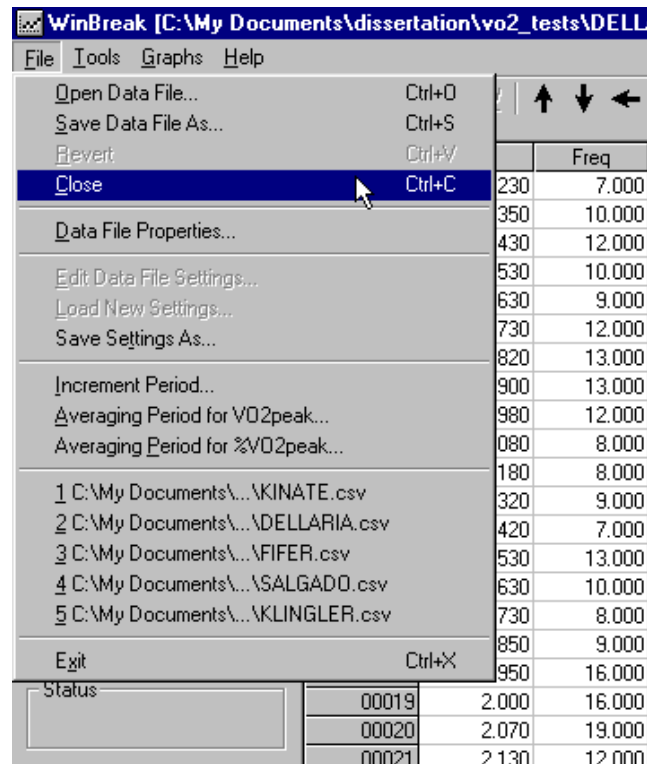 WinBreak [C:\My Documents\dissertation\vo2_tests\DELL
File Tools Graphs Help
Open Data File... Ctrl+O
Save Data File As... Ctrl+S
Revert Ctrl+V
Freq
Close Ctrl+C 230 7.000
350 10.000
Data File Properties... 430 12.000
Edit Data File Settings... 530 10.000
Load New Settings... 630 9.000
Save Settings As... 730 12.000
820 13.000
Increment Period... 900 13.000
Averaging Period for VO2peak... 980 12.000
Averaging Period for %VO2peak... 080 8.000
180 8.000
1 C:\My Documents\...\KINATE.csv 320 9.000
2 C:\My Documents\...\DELLARIA.csv 420 7.000
3 C:\My Documents\...\FIFER.csv 530 13.000
4 C:\My Documents\...\SALGADO.csv 630 10.000
5 C:\My Documents\...\KLINGLER.csv 730 8.000
850 9.000
Exit Ctrl+X 950 16.000
Status 00019 2.000 16.000
00020 2.070 19.000
00021 2.130 12.000